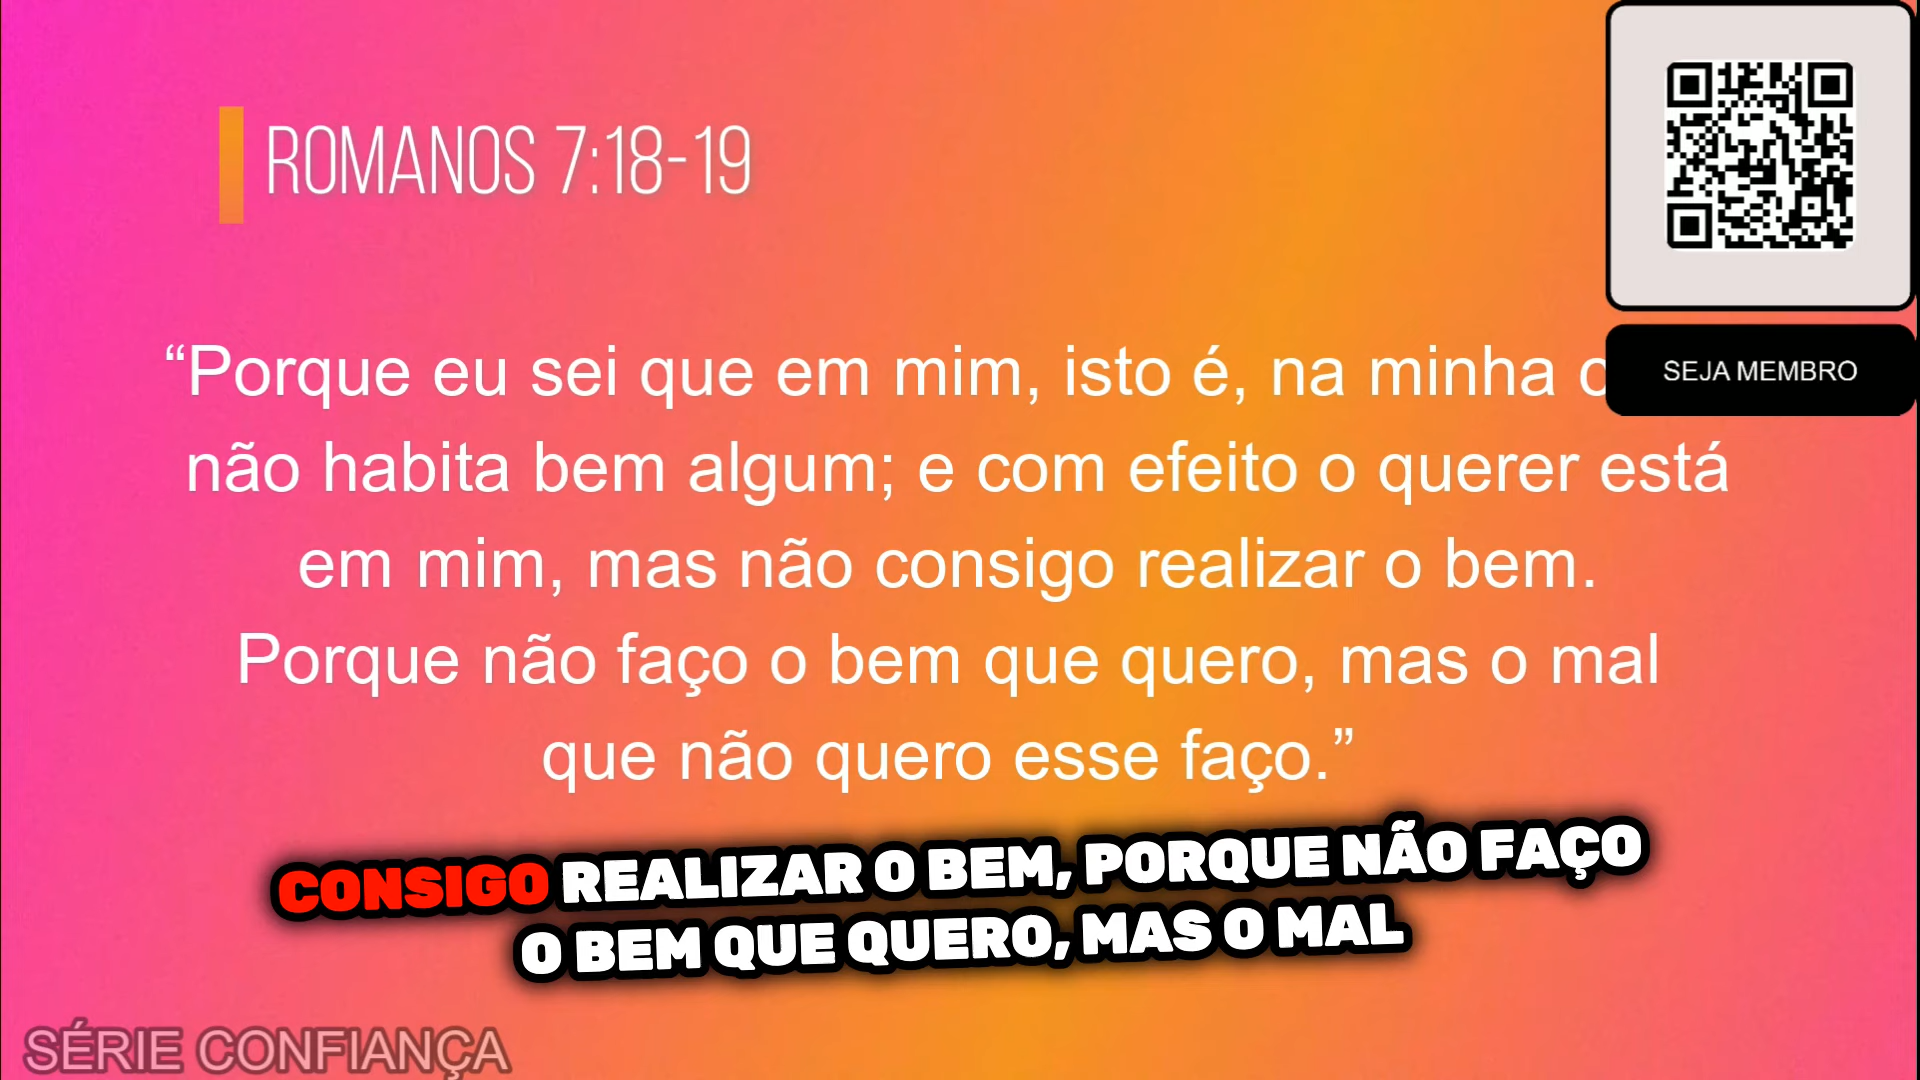 ROMANOS 7:18-19
“Porque eu sei que em mim, isto é, na minha
não habita bem algum; e com efeito o querer está
em mim, mas não consigo realizar o bem.
Porque não faço o bem que quero, mas o mal
que não quero esse faço.”
SEJA MEMBRO
CONSIGO REALIZAR O BEM, PORQUE NÃO FAÇO
O BEM QUE QUERO, MAS O MAL
SÉRIE CONFIANÇA